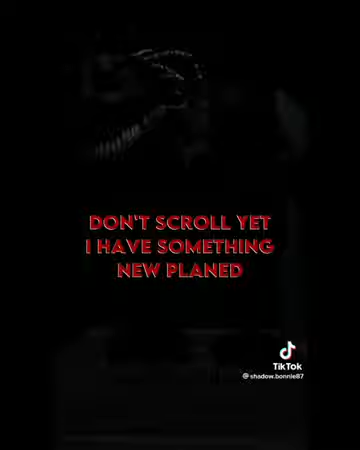 DON'T SCROLL YET
I HAVE SOMETHING
NEW PLANED
TikTok
@shadow.bonnie87